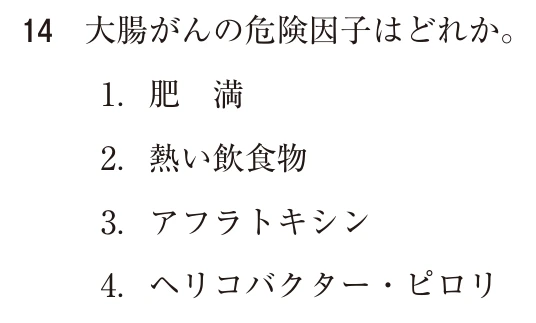 14 大腸がんの危険因子はどれか。
1. 肥　満
2. 熱い飲食物
3. アフラトキシン
4. ヘリコバクター・ピロリ